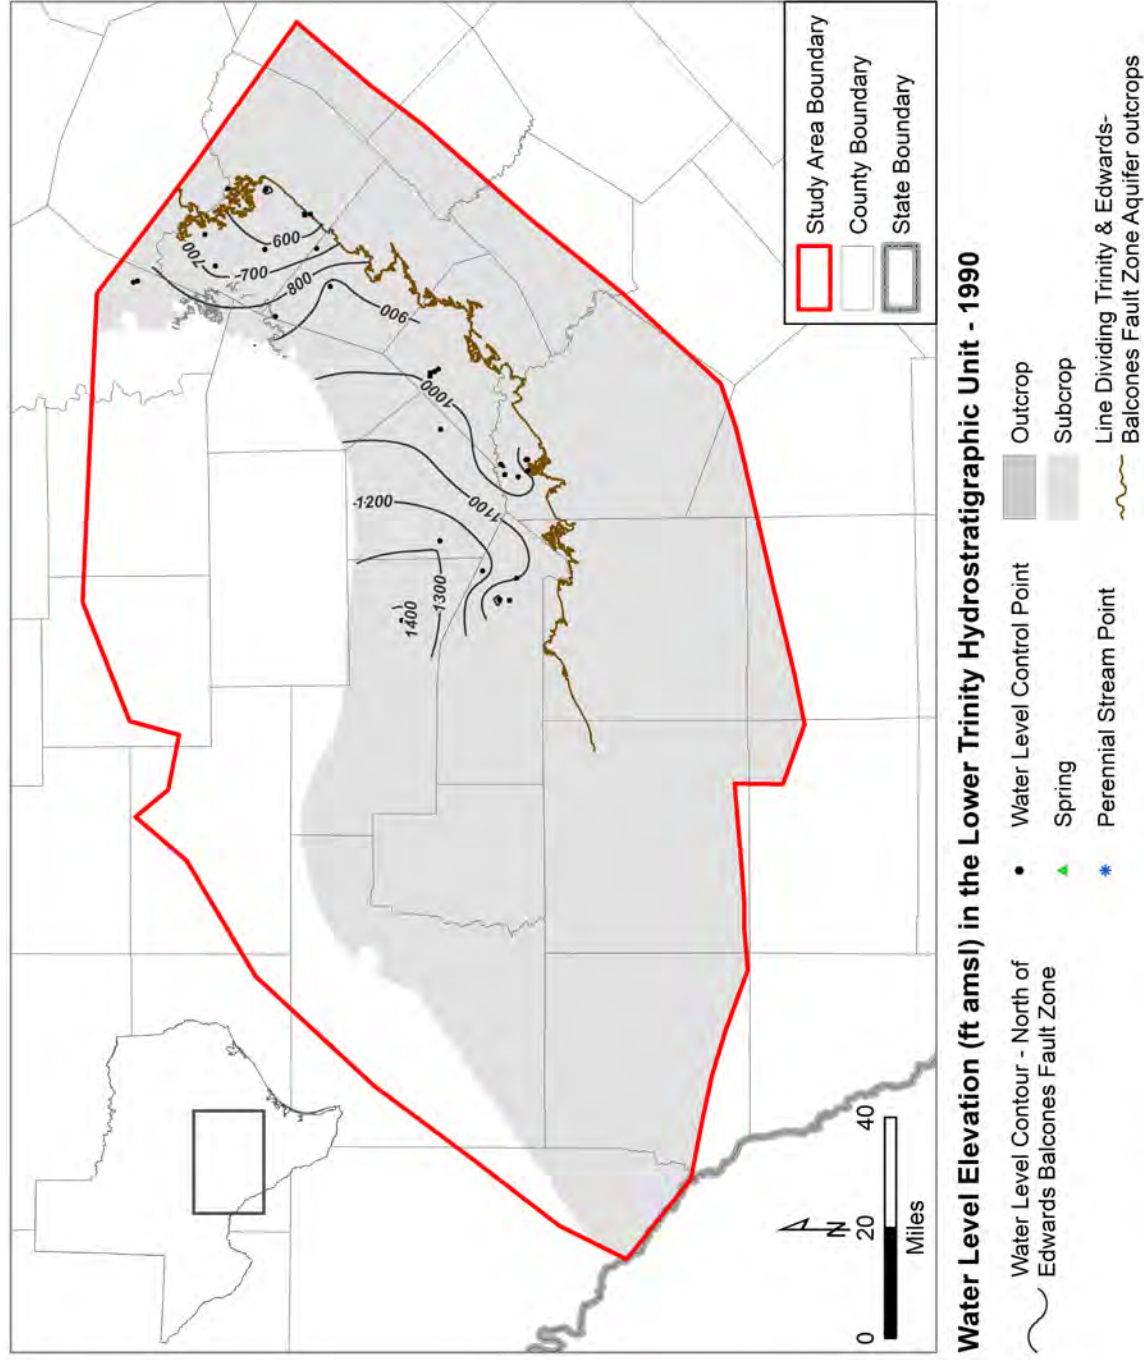 700
600
-700
800
900
1000
1100
-1200
1300
1400
Study Area Boundary
County Boundary
State Boundary
N
0 20 40
Miles
Water Level Elevation (ft amsl) in the Lower Trinity Hydrostratigraphic Unit - 1990
Water Level Contour - North of
Edwards Balcones Fault Zone
Water Level Control Point
Spring
Perennial Stream Point
Outcrop
Subcrop
Line Dividing Trinity & Edwards-
Balcones Fault Zone Aquifer outcrops